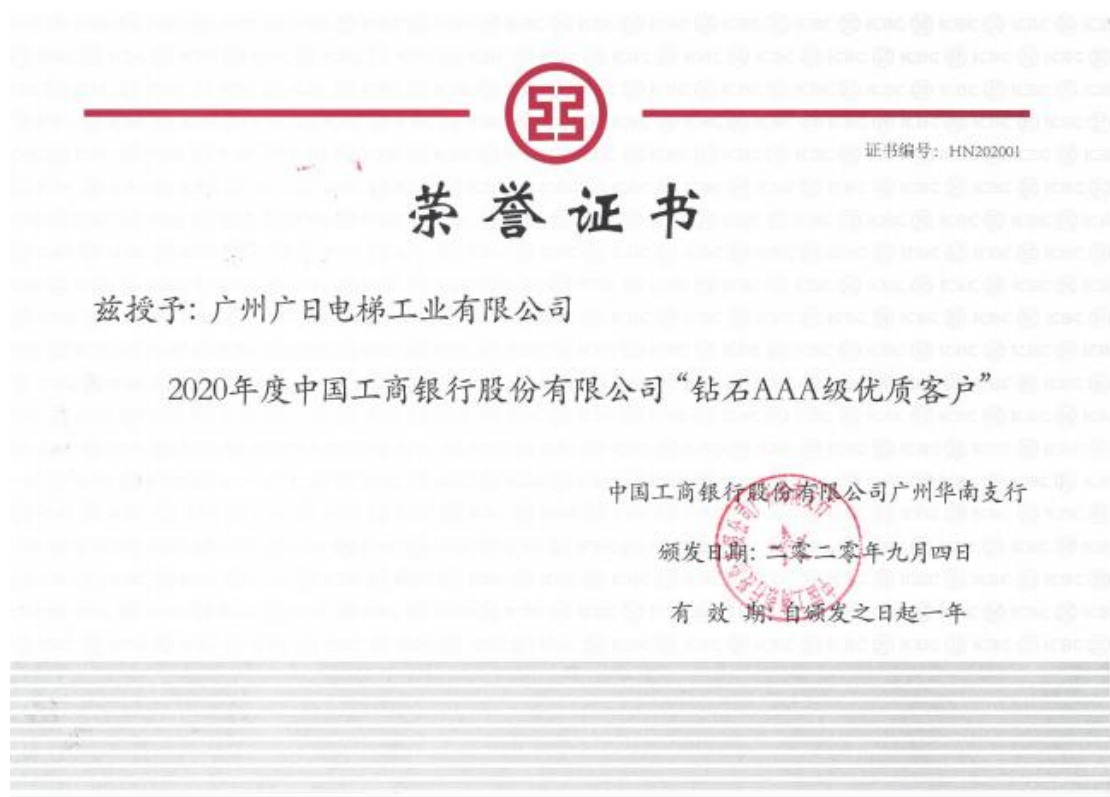 证书编号：HN202001
荣誉证书
兹授予：广州广日电梯工业有限公司
2020年度中国工商银行股份有限公司“钻石AAA级优质客户”
中国工商银行股份有限公司广州华南支行
颁发日期：二零二零年九月四日
有 效 期：自颁发之日起一年